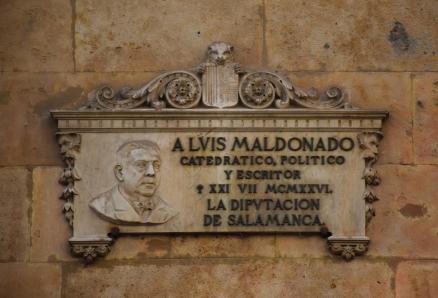 A LVIS MALDONADO
CATEDRATICO, POLITICO
Y ESCRITOR
† XXI VII MCMXXVI.
LA DIPVTACION
DE SALAMANCA.